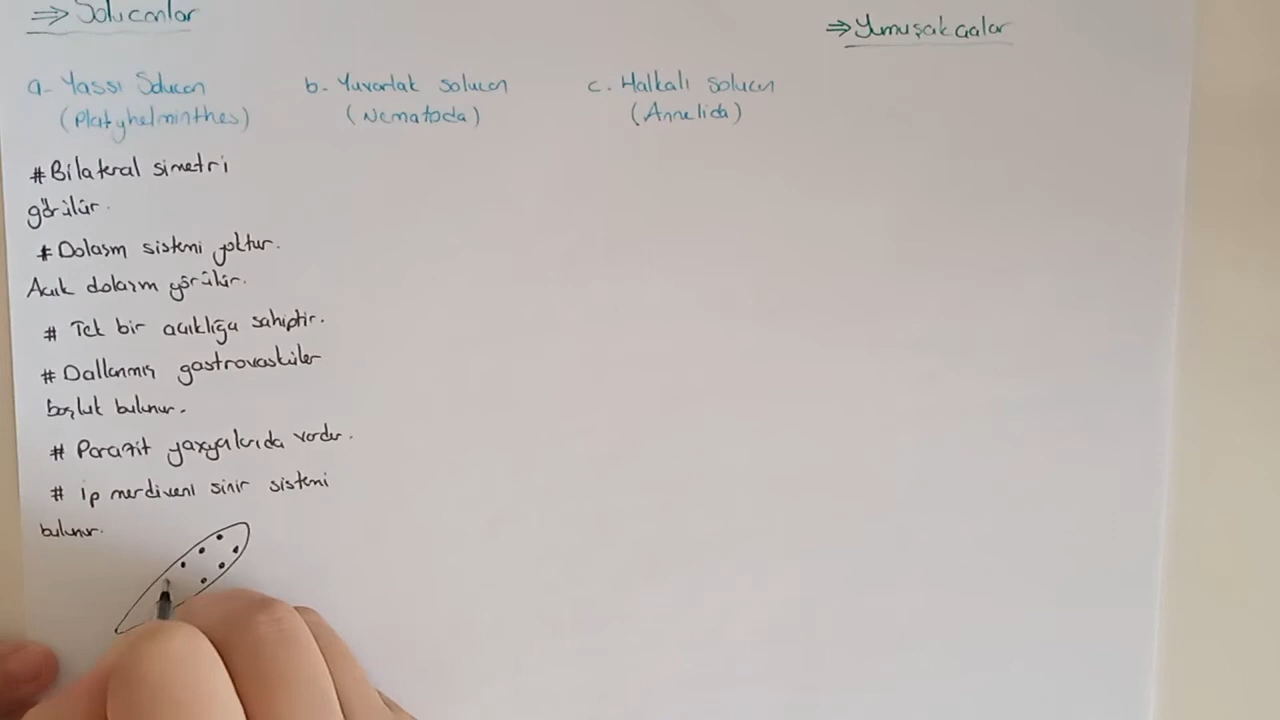 ⇒ Solucanlar
⇒ Yumuşakçalar
a- Yassı Solucan
(Platyhelminthes)
b- Yuvarlak solucan
(Nematoda)
c. Halkalı solucan
(Annelida)
#Bilateral simetri
görülür.
# Dolaşım sistemi yoktur.
Açık dolaşım görülür.
# Tek bir açıklığa sahiptir.
# Dallanmış gastrovasküler
boşluk bulunur.
# Parazit yaşayanlarıda vardır.
# İp merdiveni sinir sistemi
bulunur.